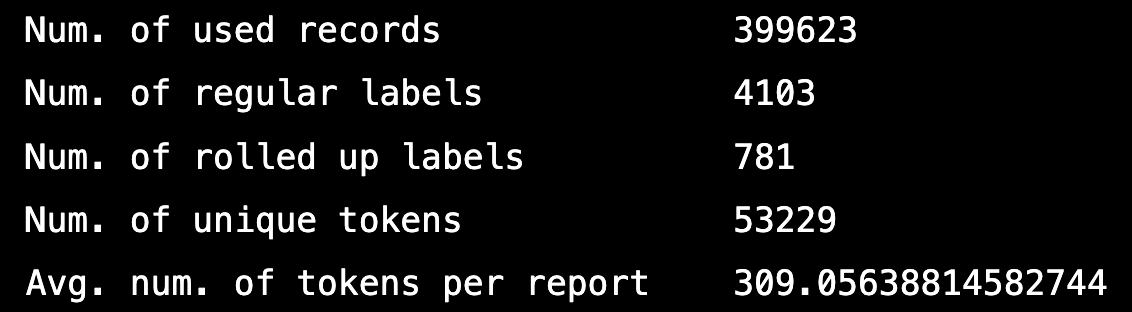 Num. of used records 399623
Num. of regular labels 4103
Num. of rolled up labels 781
Num. of unique tokens 53229
Avg. num. of tokens per report 309.05638814582744